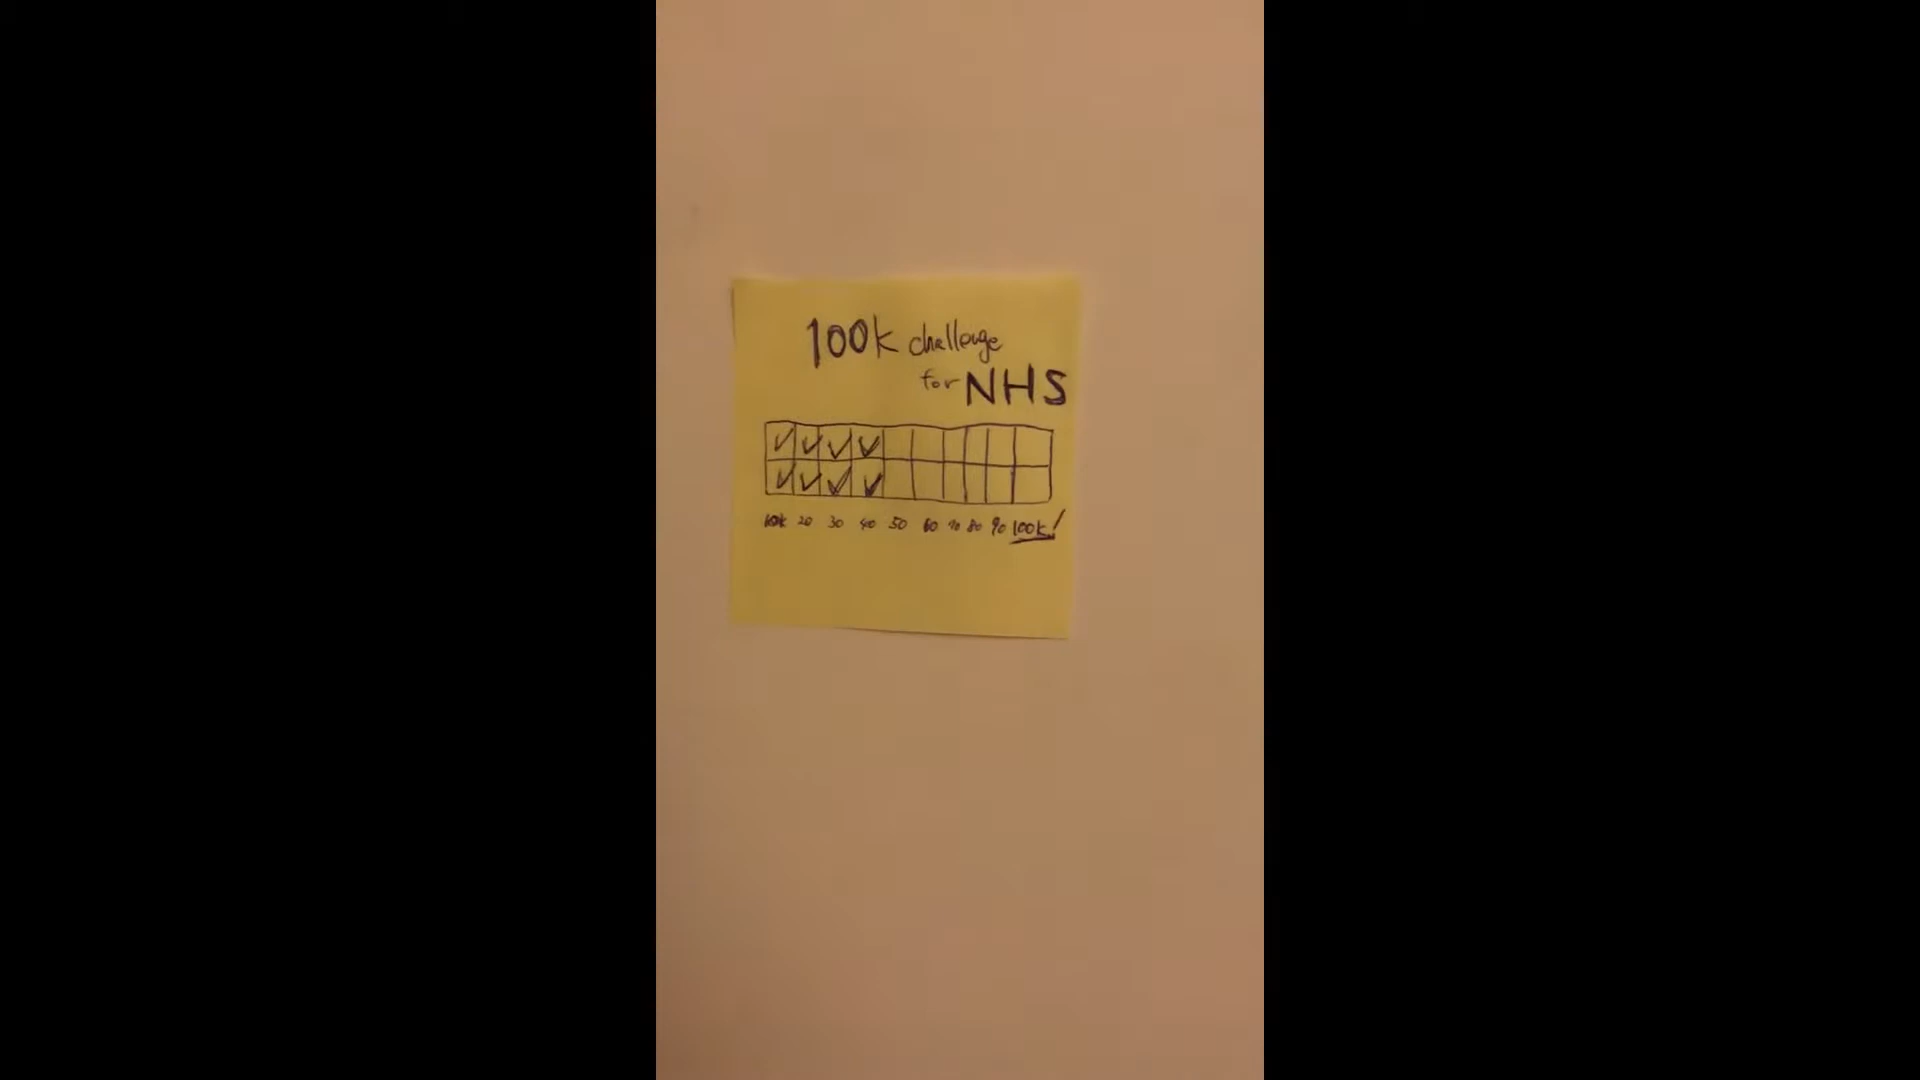 100k challenge
for NHS
✓ ✓ ✓ ✓
✓ ✓ ✓ ✓
10k 20 30 40 50 60 70 80 90 100k!